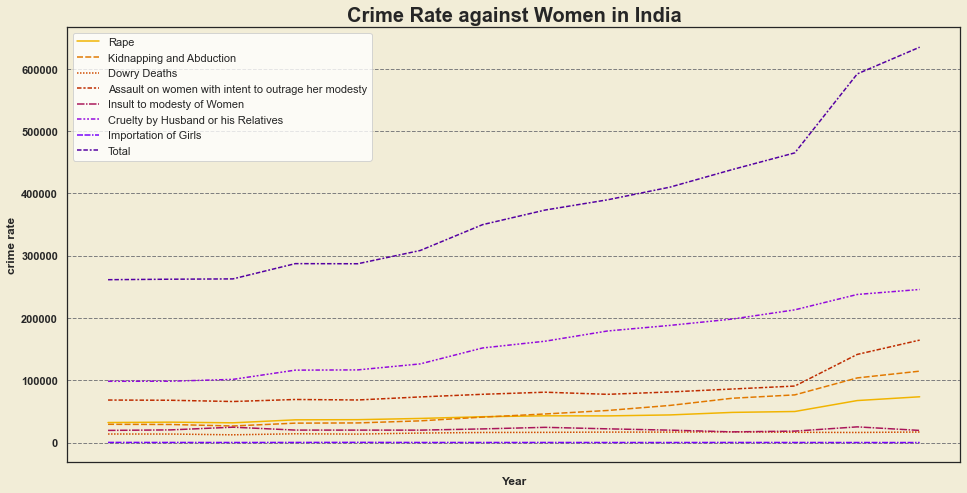 Crime Rate against Women in India
Rape
Kidnapping and Abduction
Dowry Deaths
Assault on women with intent to outrage her modesty
Insult to modesty of Women
Cruelty by Husband or his Relatives
Importation of Girls
Total
600000
500000
400000
300000
200000
100000
0
crime rate
Year